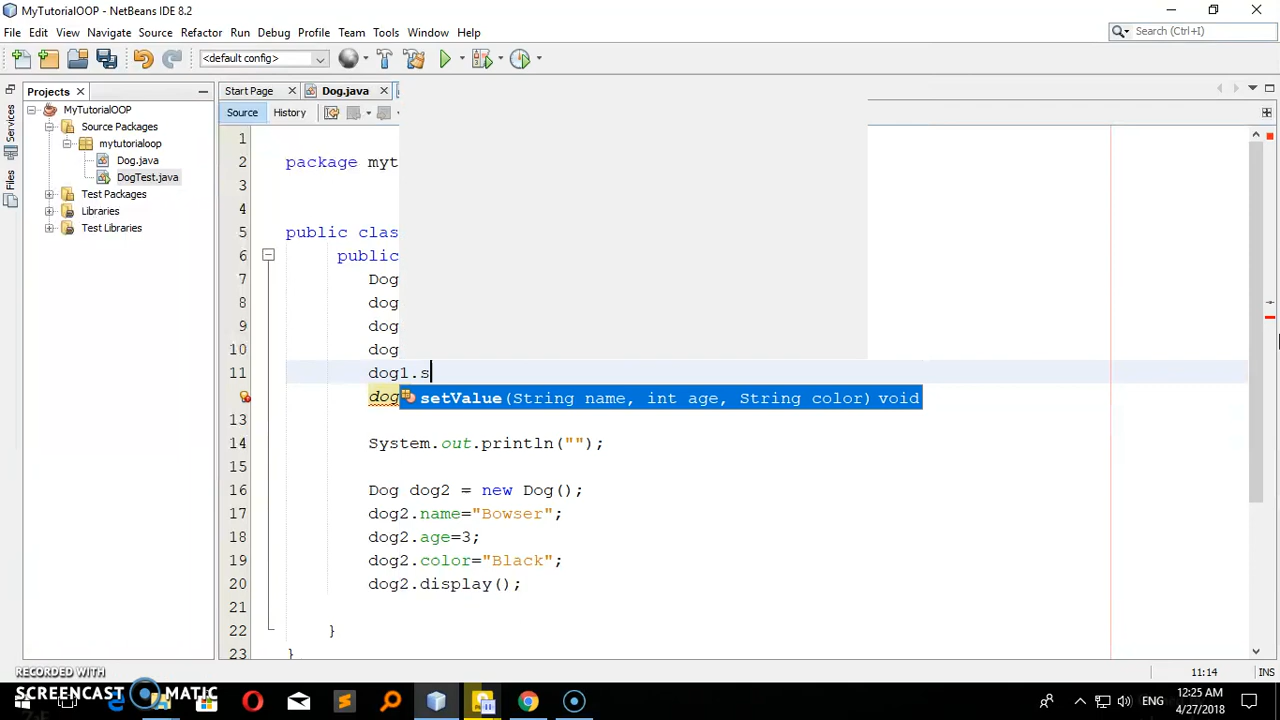 MyTutorialOOP - NetBeans IDE 8.2
File Edit View Navigate Source Refactor Run Debug Profile Team Tools Window Help
Search (Ctrl+I)
<default config>
Projects
Start Page
Dog.java
Services
Files
MyTutorialOOP
Source Packages
mytutorialoop
Dog.java
DogTest.java
Test Packages
Libraries
Test Libraries
Source History
1
2 package myt
3
4
5 public clas
6 public
7 Dog
8 dog
9 dog
10 dog
11 dog1.s
dog
setValue(String name, int age, String color) void
13
14 System.out.println("");
15
16 Dog dog2 = new Dog();
17 dog2.name="Bowser";
18 dog2.age=3;
19 dog2.color="Black";
20 dog2.display();
21
22 }
23 }
11:14 INS
RECORDED WITH
SCREENCAST MATIC
ENG
12:25 AM
4/27/2018